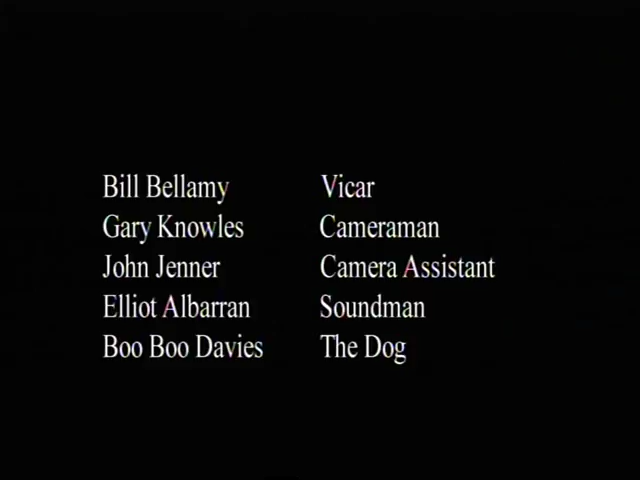 Bill Bellamy Vicar
Gary Knowles Cameraman
John Jenner Camera Assistant
Elliot Albarran Soundman
Boo Boo Davies The Dog